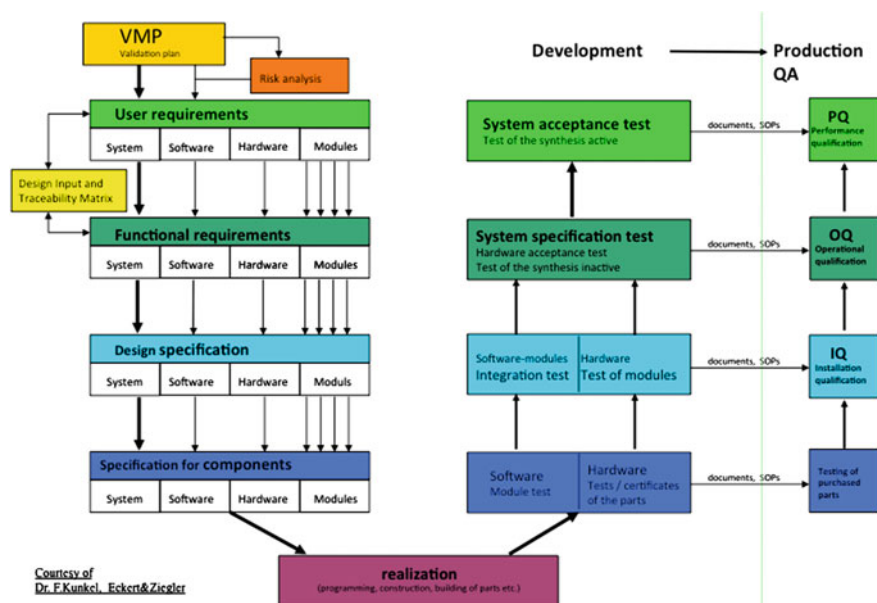 VMP
Validation plan
Risk analysis
User requirements
System Software Hardware Modules
Design Input and
Traceability Matrix
Functional requirements
System Software Hardware Modules
Design specification
System Software Hardware Moduls
Specification for components
System Software Hardware Modules
realization
(programming, construction, building of parts etc.)
Courtesy of
Dr. F.Kunkel, Eckert&Ziegler
Development
Production
QA
System acceptance test
Test of the synthesis active
documents, SOPs
PQ
Performance
qualification
System specification test
Hardware acceptance test
Test of the synthesis inactive
documents, SOPs
OQ
Operational
qualification
Software-modules
Integration test
Hardware
Test of modules
documents, SOPs
IQ
Installation
qualification
Software
Module test
Hardware
Tests / certificates
of the parts
documents, SOPs
Testing of
purchased
parts